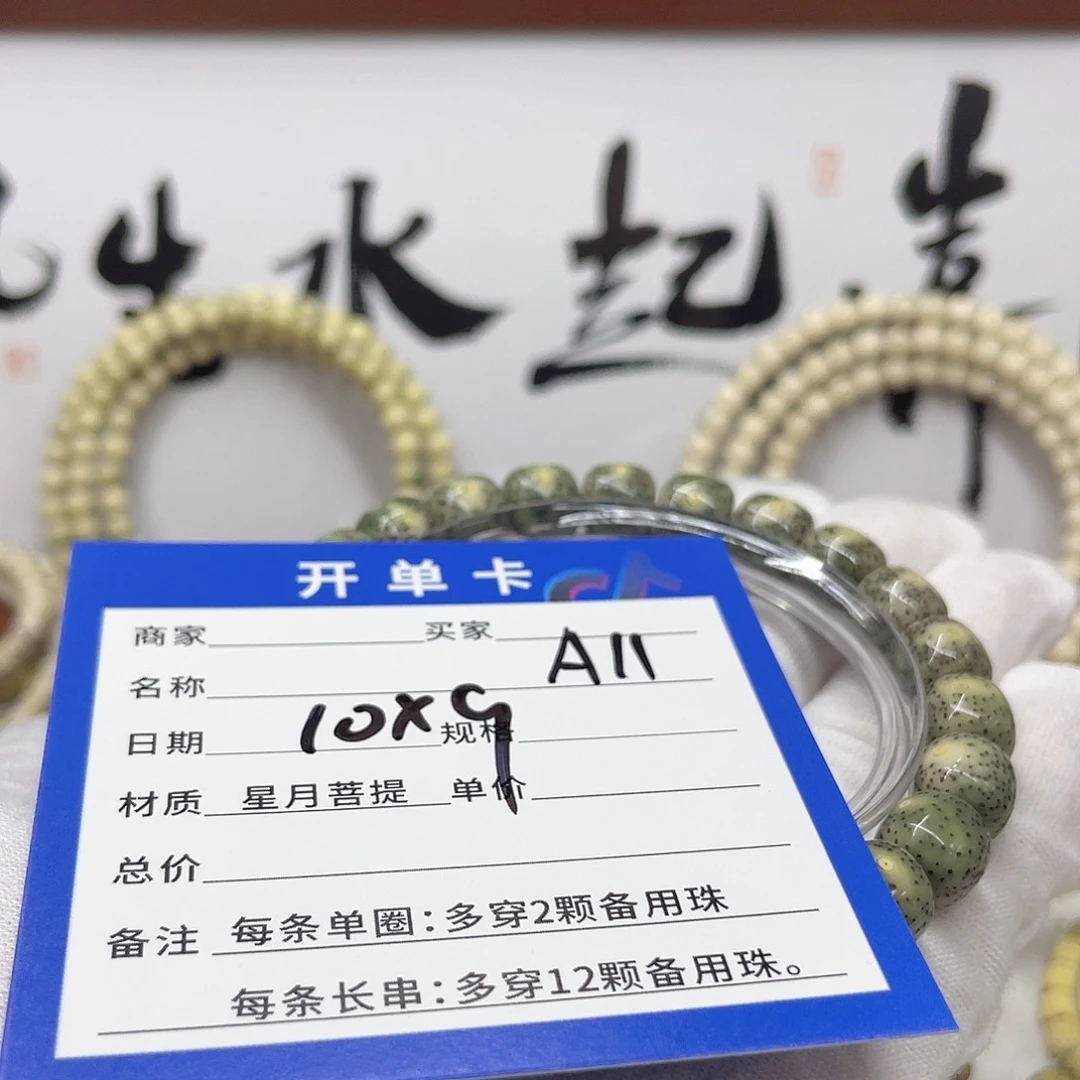 生水起
开单卡
商家 买家
A11
名称
10X9
日期 规格
材质 星月菩提 单价
总价
备注 每条单圈：多穿2颗备用珠
每条长串：多穿12颗备用珠。